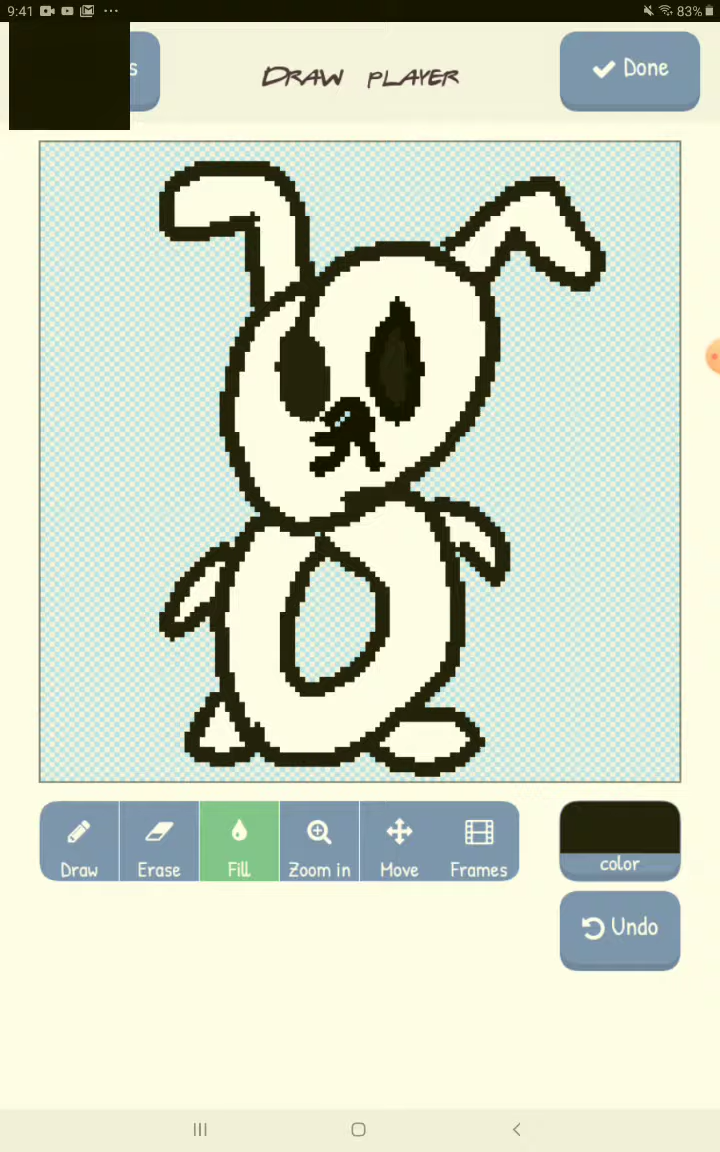 9:41
83%
s
DRAW PLAYER
Done
Draw
Erase
Fill
Zoom in
Move
Frames
color
Undo